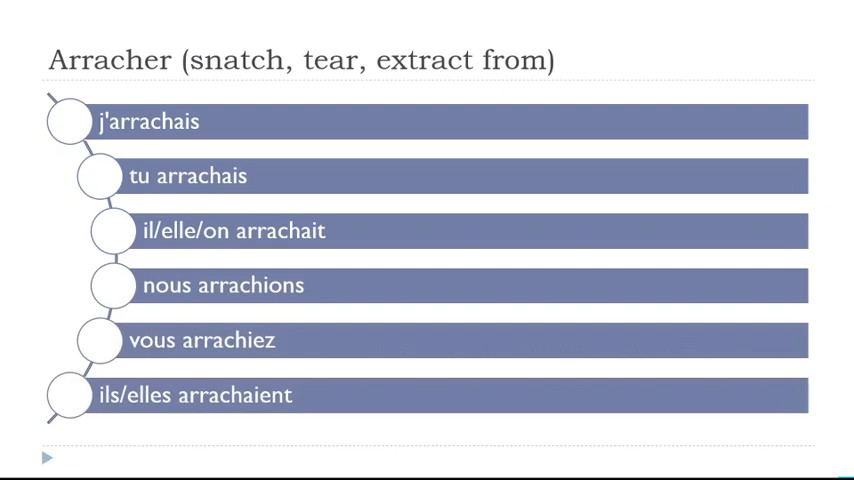 Arracher (snatch, tear, extract from)
j'arrachais
tu arrachais
il/elle/on arrachait
nous arrachions
vous arrachiez
ils/elles arrachaient